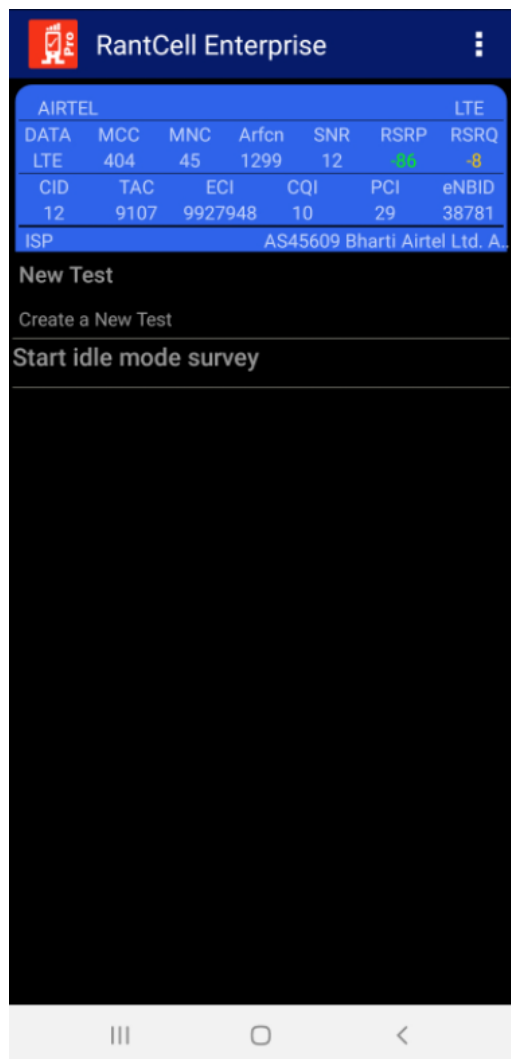 Pro RantCell Enterprise
AIRTEL LTE
DATA MCC MNC Arfcn SNR RSRP RSRQ
LTE 404 45 1299 12 -86 -8
CID TAC ECI CQI PCI eNBID
12 9107 9927948 10 29 38781
ISP AS45609 Bharti Airtel Ltd. A..
New Test
Create a New Test
Start idle mode survey